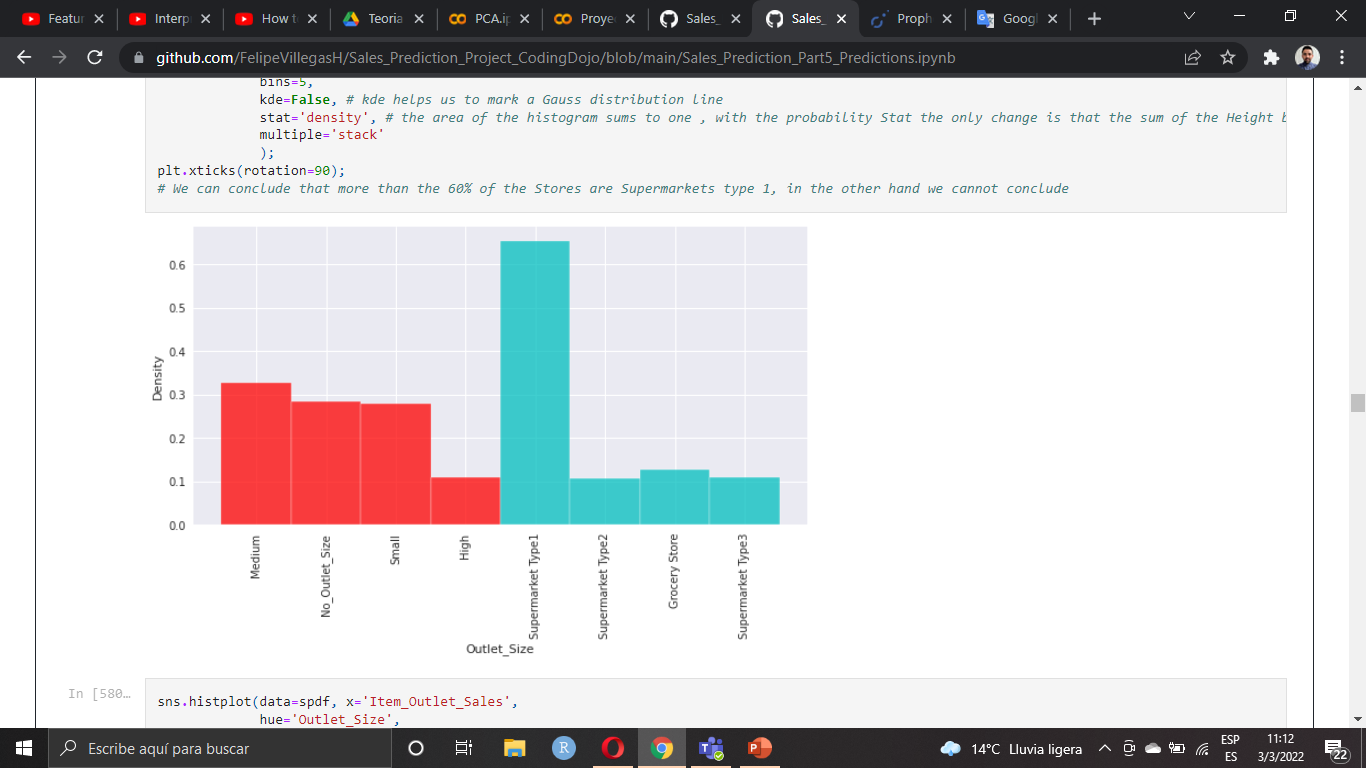 Featur
Interp
How t
Teoria
PCA.ip
Proye
Sales_
Sales_
Proph
Googl
github.com/FelipeVillegasH/Sales_Prediction_Project_CodingDojo/blob/main/Sales_Prediction_Part5_Predictions.ipynb
bins=5,
kde=False, # kde helps us to mark a Gauss distribution line
stat='density', # the area of the histogram sums to one , with the probability Stat the only change is that the sum of the Height b
multiple='stack'
);
plt.xticks(rotation=90);
# We can conclude that more than the 60% of the Stores are Supermarkets type 1, in the other hand we cannot conclude
0.6
0.5
0.4
0.3
0.2
0.1
0.0
Density
Medium
No_Outlet_Size
Small
High
Supermarket Type1
Supermarket Type2
Grocery Store
Supermarket Type3
Outlet_Size
In [580…
sns.histplot(data=spdf, x='Item_Outlet_Sales',
hue='Outlet_Size',
Escribe aquí para buscar
R
14°C Lluvia ligera
ESP
ES
11:12
3/3/2022
22